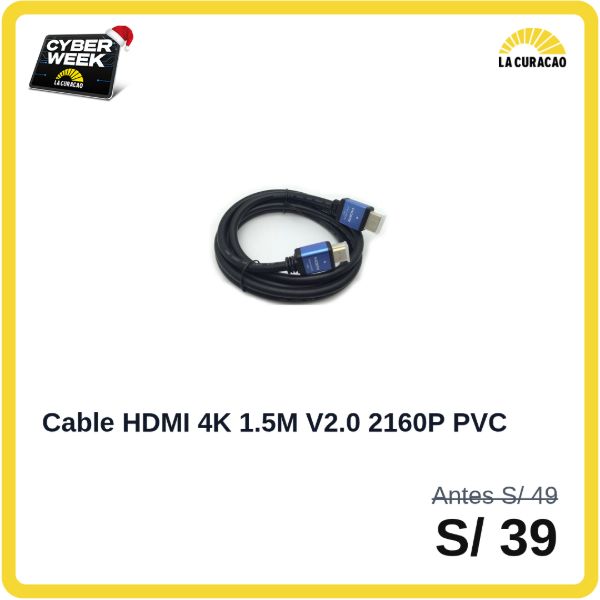 CYBER
WEEK
LA CURACAO
LA CURACAO
Cable HDMI 4K 1.5M V2.0 2160P PVC
Antes S/ 49
S/ 39